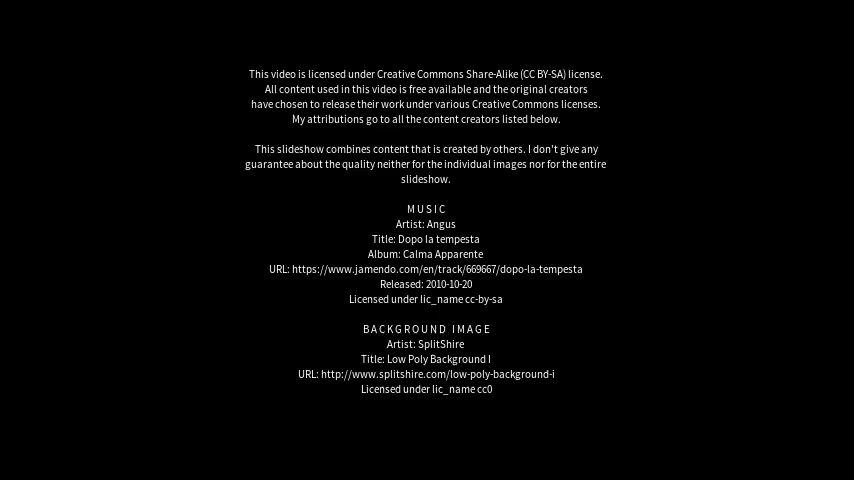 This video is licensed under Creative Commons Share-Alike (CC BY-SA) license.
All content used in this video is free available and the original creators
have chosen to release their work under various Creative Commons licenses.
My attributions go to all the content creators listed below.
This slideshow combines content that is created by others. I don't give any
guarantee about the quality neither for the individual images nor for the entire
slideshow.
MUSIC
Artist: Angus
Title: Dopo la tempesta
Album: Calma Apparente
URL: https://www.jamendo.com/en/track/669667/dopo-la-tempesta
Released: 2010-10-20
Licensed under lic_name cc-by-sa
BACKGROUND IMAGE
Artist: SplitShire
Title: Low Poly Background I
URL: http://www.splitshire.com/low-poly-background-i
Licensed under lic_name cc0